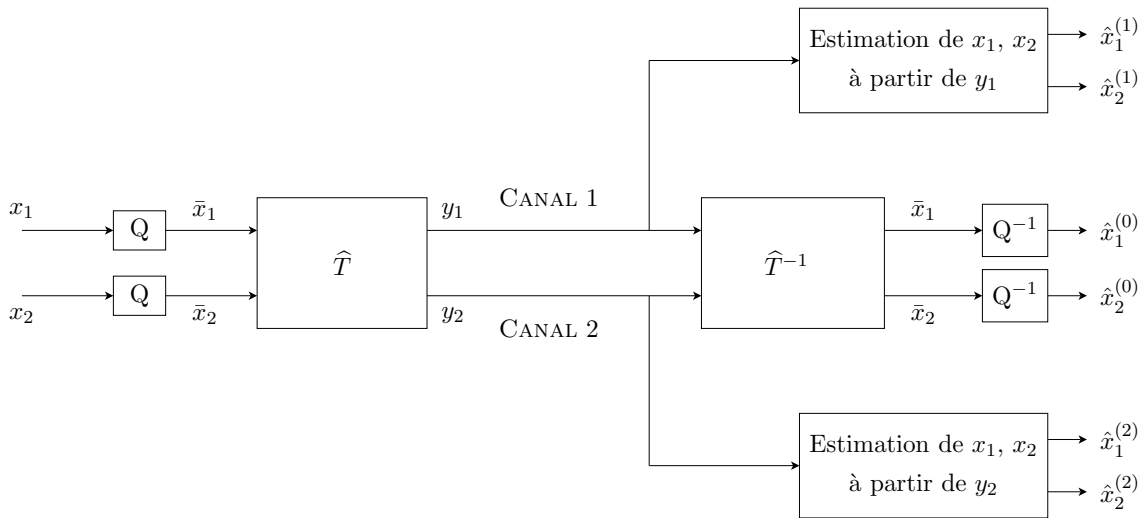 Estimation de x₁, x₂
à partir de y₁
x̂₁⁽¹⁾
x̂₂⁽¹⁾
x₁
Q
x̄₁
T̂
y₁
CANAL 1
T̂⁻¹
x̄₁
Q⁻¹
x̂₁⁽⁰⁾
x₂
Q
x̄₂
y₂
CANAL 2
x̄₂
Q⁻¹
x̂₂⁽⁰⁾
Estimation de x₁, x₂
à partir de y₂
x̂₁⁽²⁾
x̂₂⁽²⁾